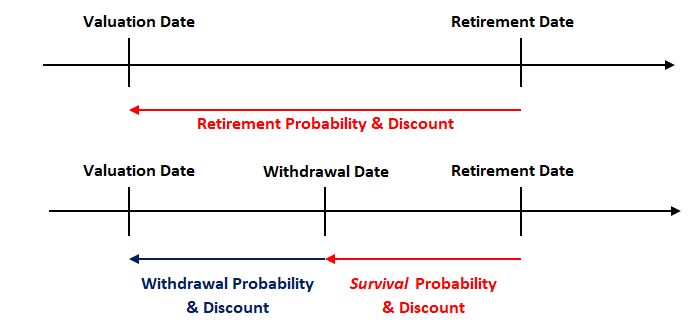 Valuation Date Retirement Date
Retirement Probability & Discount
Valuation Date Withdrawal Date Retirement Date
Withdrawal Probability Survival Probability
& Discount & Discount